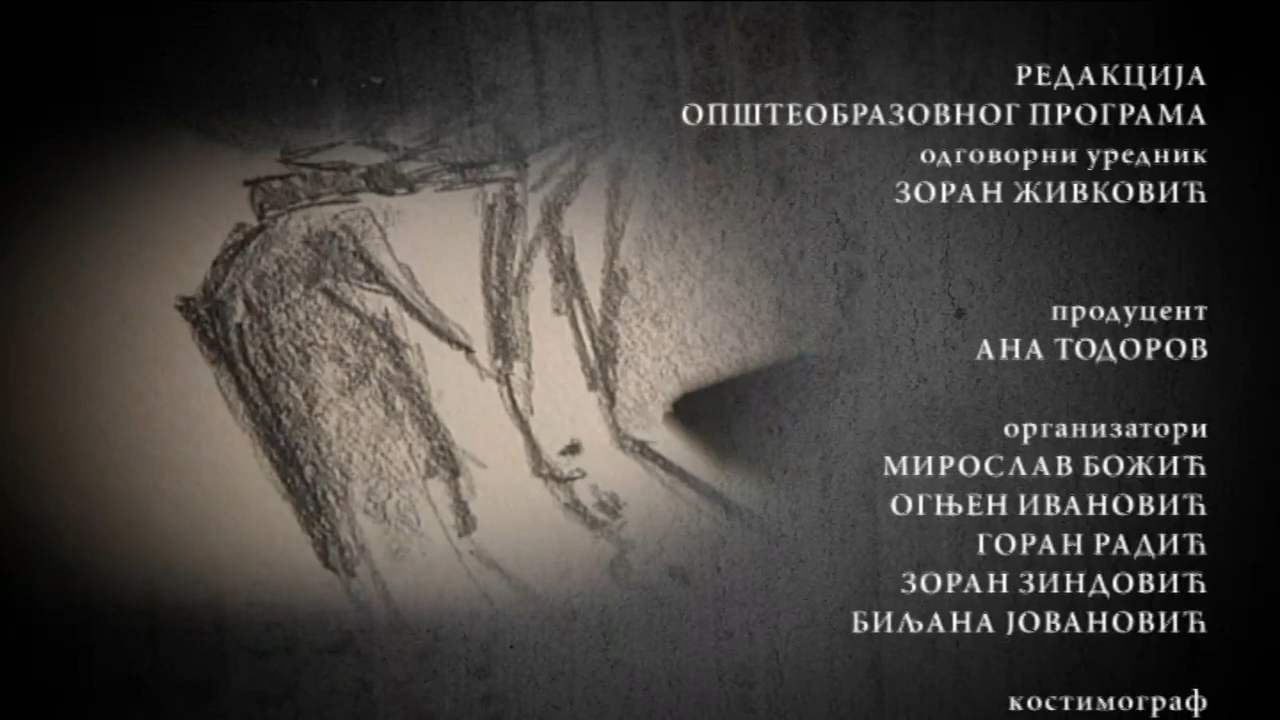 РЕДАКЦИЈА
ОПШТЕОБРАЗОВНОГ ПРОГРАМА
одговорни уредник
ЗОРАН ЖИВКОВИЋ
продуцент
АНА ТОДОРОВ
организатори
МИРОСЛАВ БОЖИЋ
ОГЊЕН ИВАНОВИЋ
ГОРАН РАДИЋ
ЗОРАН ЗИНДОВИЋ
БИЉАНА ЈОВАНОВИЋ
костимограф